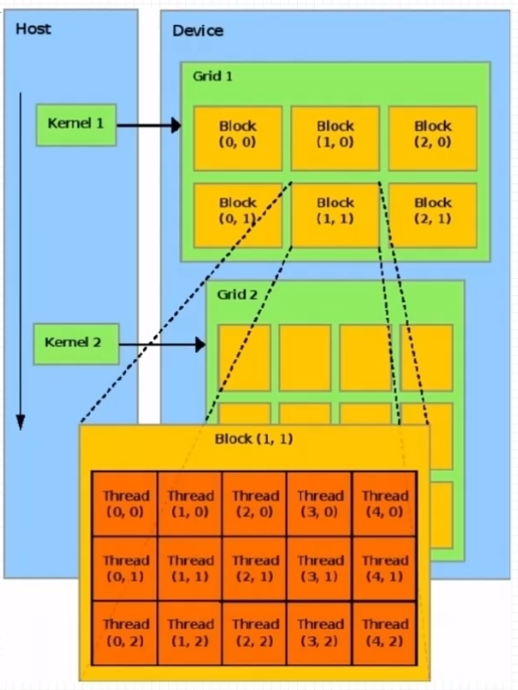 Host
Device
Grid 1
Kernel 1
Block
(0, 0)
Block
(1, 0)
Block
(2, 0)
Block
(0, 1)
Block
(1, 1)
Block
(2, 1)
Grid 2
Kernel 2
Block (1, 1)
Thread
(0, 0)
Thread
(1, 0)
Thread
(2, 0)
Thread
(3, 0)
Thread
(4, 0)
Thread
(0, 1)
Thread
(1, 1)
Thread
(2, 1)
Thread
(3, 1)
Thread
(4, 1)
Thread
(0, 2)
Thread
(1, 2)
Thread
(2, 2)
Thread
(3, 2)
Thread
(4, 2)